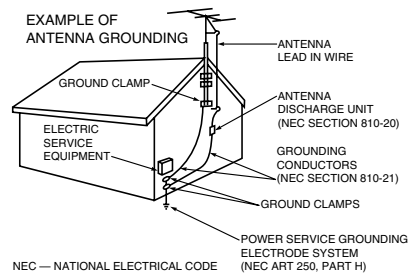 EXAMPLE OF
ANTENNA GROUNDING
ANTENNA
LEAD IN WIRE
GROUND CLAMP
ANTENNA
DISCHARGE UNIT
(NEC SECTION 810-20)
ELECTRIC
SERVICE
EQUIPMENT
GROUNDING
CONDUCTORS
(NEC SECTION 810-21)
GROUND CLAMPS
POWER SERVICE GROUNDING
ELECTRODE SYSTEM
(NEC ART 250, PART H)
NEC — NATIONAL ELECTRICAL CODE